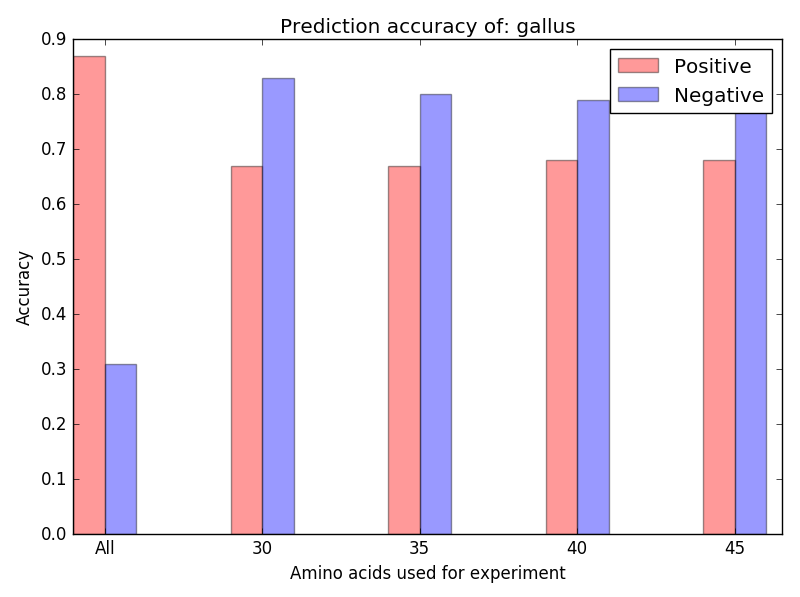 Prediction accuracy of: gallus
Positive
Negative
0.9
0.8
0.7
0.6
0.5
0.4
0.3
0.2
0.1
0.0
Accuracy
All 30 35 40 45
Amino acids used for experiment